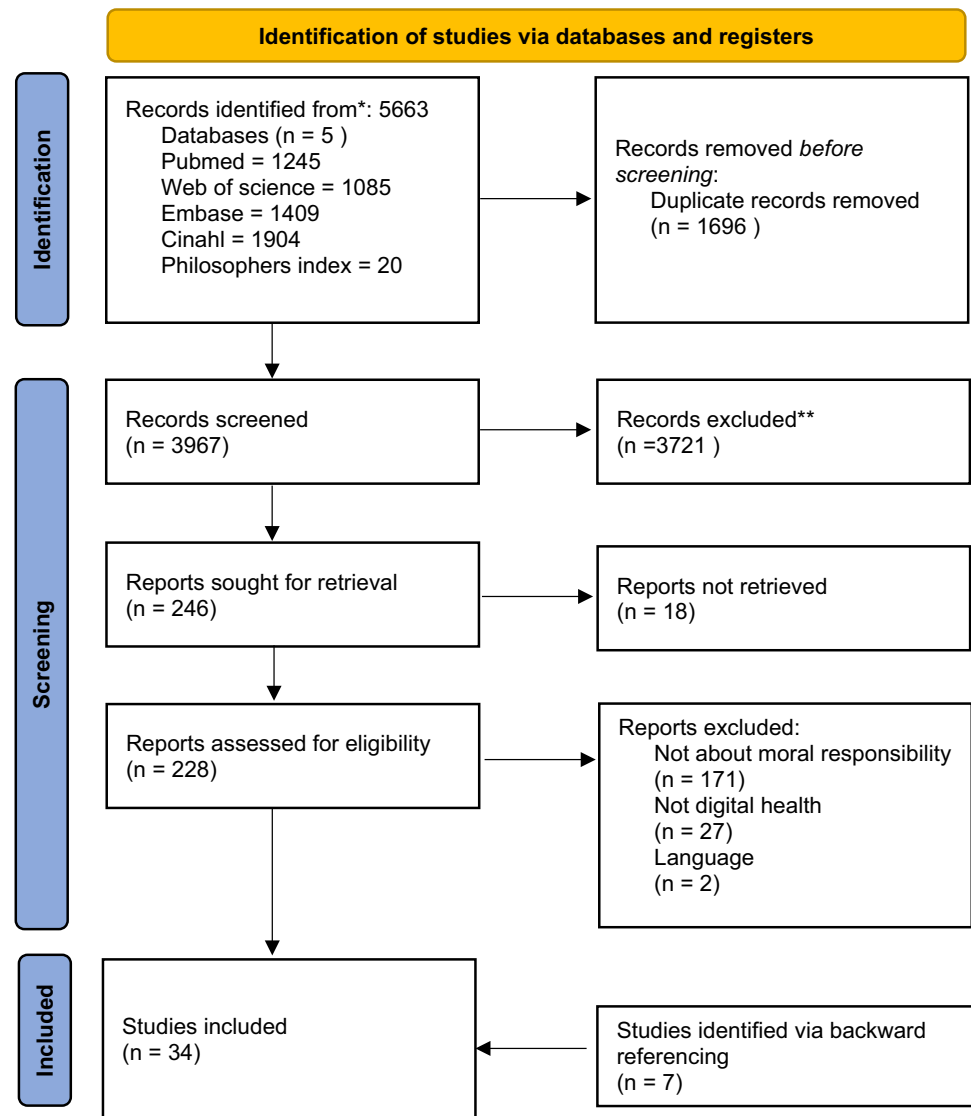 Identification of studies via databases and registers
Identification
Records identified from*: 5663
Databases (n = 5 )
Pubmed = 1245
Web of science = 1085
Embase = 1409
Cinahl = 1904
Philosophers index = 20
Records removed before
screening:
Duplicate records removed
(n = 1696 )
Screening
Records screened
(n = 3967)
Records excluded**
(n =3721 )
Reports sought for retrieval
(n = 246)
Reports not retrieved
(n = 18)
Reports assessed for eligibility
(n = 228)
Reports excluded:
Not about moral responsibility
(n = 171)
Not digital health
(n = 27)
Language
(n = 2)
Included
Studies included
(n = 34)
Studies identified via backward
referencing
(n = 7)